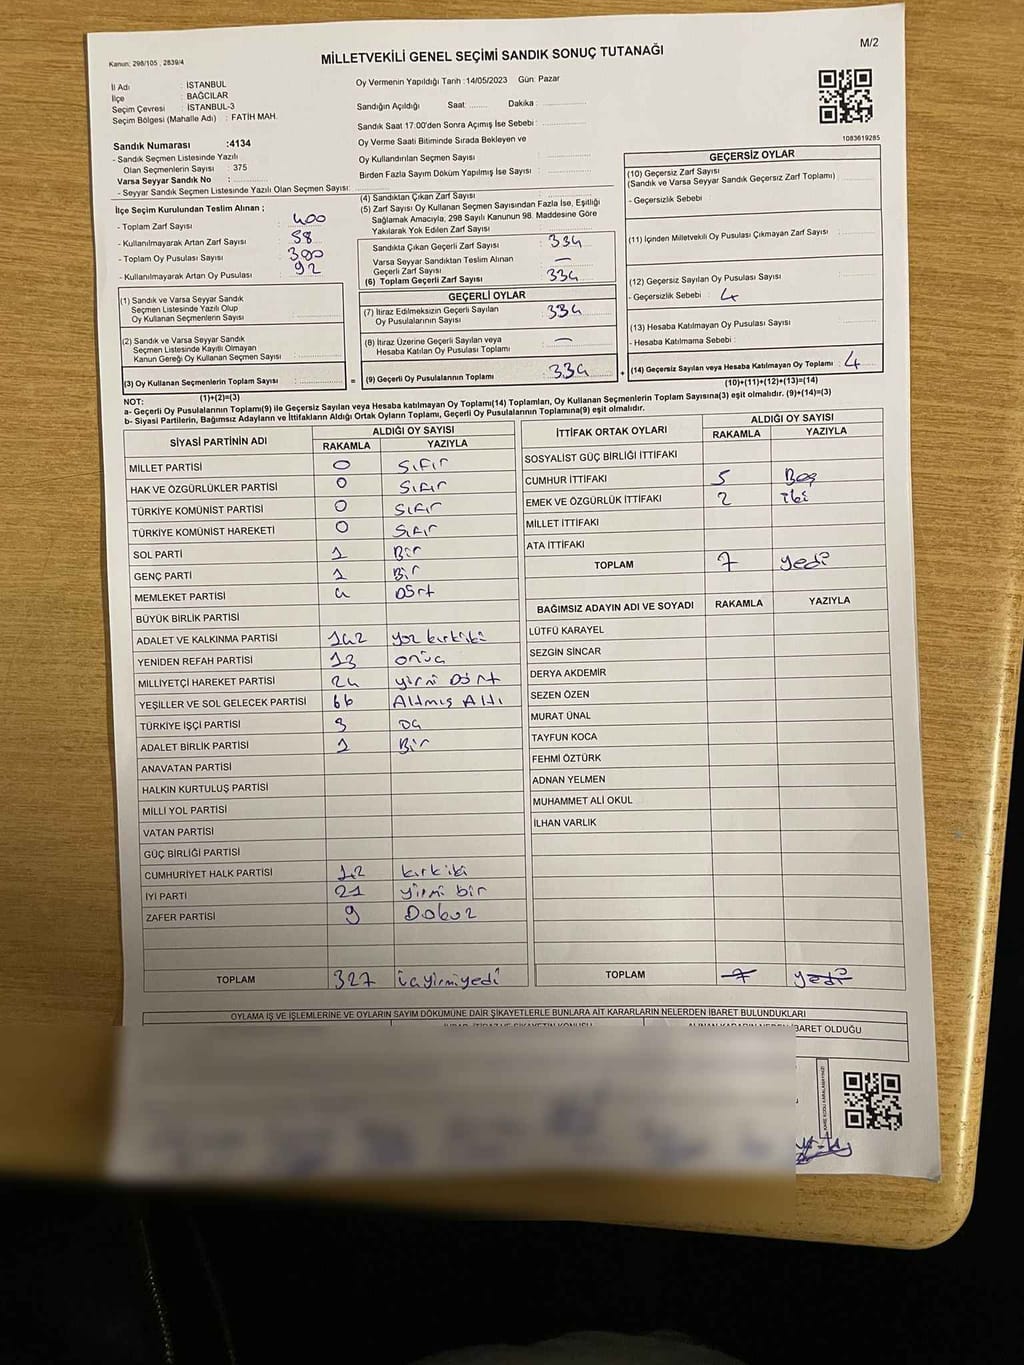 Kanun: 298/105 , 2839/4
MİLLETVEKİLİ GENEL SEÇİMİ SANDIK SONUÇ TUTANAĞI
M/2
İl Adı : İSTANBUL
İlçe : BAĞCILAR
Seçim Çevresi : İSTANBUL-3
Seçim Bölgesi (Mahalle Adı) : FATİH MAH.
Sandık Numarası :4134
- Sandık Seçmen Listesinde Yazılı
Olan Seçmenlerin Sayısı : 375
Varsa Seyyar Sandık No :
- Seyyar Sandık Seçmen Listesinde Yazılı Olan Seçmen Sayısı:
Oy Vermenin Yapıldığı Tarih :14/05/2023 Gün: Pazar
Sandığın Açıldığı Saat: Dakika:
Sandık Saat 17:00'den Sonra Açımış İse Sebebi :
Oy Verme Saati Bitiminde Sırada Bekleyen ve
Oy Kullandırılan Seçmen Sayısı :
Birden Fazla Sayım Döküm Yapılmış İse Sayısı :
1083619285
İlçe Seçim Kurulundan Teslim Alınan ;
- Toplam Zarf Sayısı : 400
- Kullanılmayarak Artan Zarf Sayısı : 58
- Toplam Oy Pusulası Sayısı : 380
- Kullanılmayarak Artan Oy Pusulası : 92
(1) Sandık ve Varsa Seyyar Sandık
Seçmen Listesinde Yazılı Olup
Oy Kullanan Seçmenlerin Sayısı :
(2) Sandık ve Varsa Seyyar Sandık
Seçmen Listesinde Kayıtlı Olmayan
Kanun Gereği Oy Kullanan Seçmen Sayısı :
(3) Oy Kullanan Seçmenlerin Toplam Sayısı :
(1)+(2)=(3)
(4) Sandıktan Çıkan Zarf Sayısı :
(5) Zarf Sayısı Oy Kullanan Seçmen Sayısından Fazla İse, Eşitliği
Sağlamak Amacıyla; 298 Sayılı Kanunun 98. Maddesine Göre
Yakılarak Yok Edilen Zarf Sayısı :
Sandıkta Çıkan Geçerli Zarf Sayısı : 334
Varsa Seyyar Sandıktan Teslim Alınan
Geçerli Zarf Sayısı : —
(6) Toplam Geçerli Zarf Sayısı : 334
GEÇERLİ OYLAR
(7) İtiraz Edilmeksizin Geçerli Sayılan
Oy Pusulalarının Sayısı : 334
(8) İtiraz Üzerine Geçerli Sayılan veya
Hesaba Katılan Oy Pusulası Toplamı : —
= (9) Geçerli Oy Pusulalarının Toplamı : 334
GEÇERSİZ OYLAR
(10) Geçersiz Zarf Sayısı
(Sandık ve Varsa Seyyar Sandık Geçersiz Zarf Toplamı)
- Geçersizlik Sebebi :
(11) İçinden Milletvekili Oy Pusulası Çıkmayan Zarf Sayısı :
(12) Geçersiz Sayılan Oy Pusulası Sayısı :
- Geçersizlik Sebebi : 4
(13) Hesaba Katılmayan Oy Pusulası Sayısı :
- Hesaba Katılmama Sebebi :
+ (14) Geçersiz Sayılan veya Hesaba Katılmayan Oy Toplamı : 4
(10)+(11)+(12)+(13)=(14)
NOT:
a- Geçerli Oy Pusulalarının Toplamı(9) ile Geçersiz Sayılan veya Hesaba Katılmayan Oy Toplamı(14) Toplamları, Oy Kullanan Seçmenlerin Toplam Sayısına(3) eşit olmalıdır. (9)+(14)=(3)
b- Siyasi Partilerin, Bağımsız Adayların ve İttifakların Aldığı Ortak Oyların Toplamı, Geçerli Oy Pusulalarının Toplamına(9) eşit olmalıdır.
SİYASİ PARTİNİN ADI ALDIĞI OY SAYISI
RAKAMLA YAZIYLA
MİLLET PARTİSİ 0 Sıfır
HAK VE ÖZGÜRLÜKLER PARTİSİ 0 Sıfır
TÜRKİYE KOMÜNİST PARTİSİ 0 Sıfır
TÜRKİYE KOMÜNİST HAREKETİ 0 Sıfır
SOL PARTİ 1 Bir
GENÇ PARTİ 1 Bir
MEMLEKET PARTİSİ 4 Dört
BÜYÜK BİRLİK PARTİSİ
ADALET VE KALKINMA PARTİSİ 142 yüz kırkiki
YENİDEN REFAH PARTİSİ 13 onüç
MİLLİYETÇİ HAREKET PARTİSİ 24 yirmi Dört
YEŞİLLER VE SOL GELECEK PARTİSİ 66 Altmış Altı
TÜRKİYE İŞÇİ PARTİSİ 3 Üç
ADALET BİRLİK PARTİSİ 1 Bir
ANAVATAN PARTİSİ
HALKIN KURTULUŞ PARTİSİ
MİLLİ YOL PARTİSİ
VATAN PARTİSİ
GÜÇ BİRLİĞİ PARTİSİ
CUMHURİYET HALK PARTİSİ 42 kırkiki
İYİ PARTİ 21 yirmi bir
ZAFER PARTİSİ 9 Dokuz
TOPLAM 327 üçyüzyirmiyedi
İTTİFAK ORTAK OYLARI ALDIĞI OY SAYISI
RAKAMLA YAZIYLA
SOSYALİST GÜÇ BİRLİĞİ İTTİFAKI
CUMHUR İTTİFAKI 5 Beş
EMEK VE ÖZGÜRLÜK İTTİFAKI 2 iki
MİLLET İTTİFAKI
ATA İTTİFAKI
TOPLAM 7 yedi
BAĞIMSIZ ADAYIN ADI VE SOYADI RAKAMLA YAZIYLA
LÜTFÜ KARAYEL
SEZGİN SİNCAR
DERYA AKDEMİR
SEZEN ÖZEN
MURAT ÜNAL
TAYFUN KOCA
FEHMİ ÖZTÜRK
ADNAN YELMEN
MUHAMMET ALİ OKUL
İLHAN VARLIK
TOPLAM 7 yedi
OYLAMA İŞ VE İŞLEMLERİNE VE OYLARIN SAYIM DÖKÜMÜNE DAİR ŞİKAYETLERLE BUNLARA AİT KARARLARIN NELERDEN İBARET BULUNDUKLARI
İBARET OLDUĞU